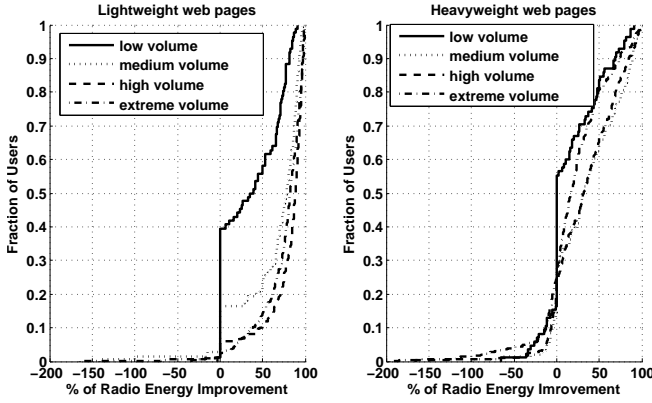 Lightweight web pages
1
0.9
0.8
0.7
0.6
0.5
0.4
0.3
0.2
0.1
0
Fraction of Users
low volume
medium volume
high volume
extreme volume
−200 −150 −100 −50 0 50 100
% of Radio Energy Improvement
Heavyweight web pages
1
0.9
0.8
0.7
0.6
0.5
0.4
0.3
0.2
0.1
0
Fraction of Users
low volume
medium volume
high volume
extreme volume
−200 −150 −100 −50 0 50 100
% of Radio Energy Imrovement